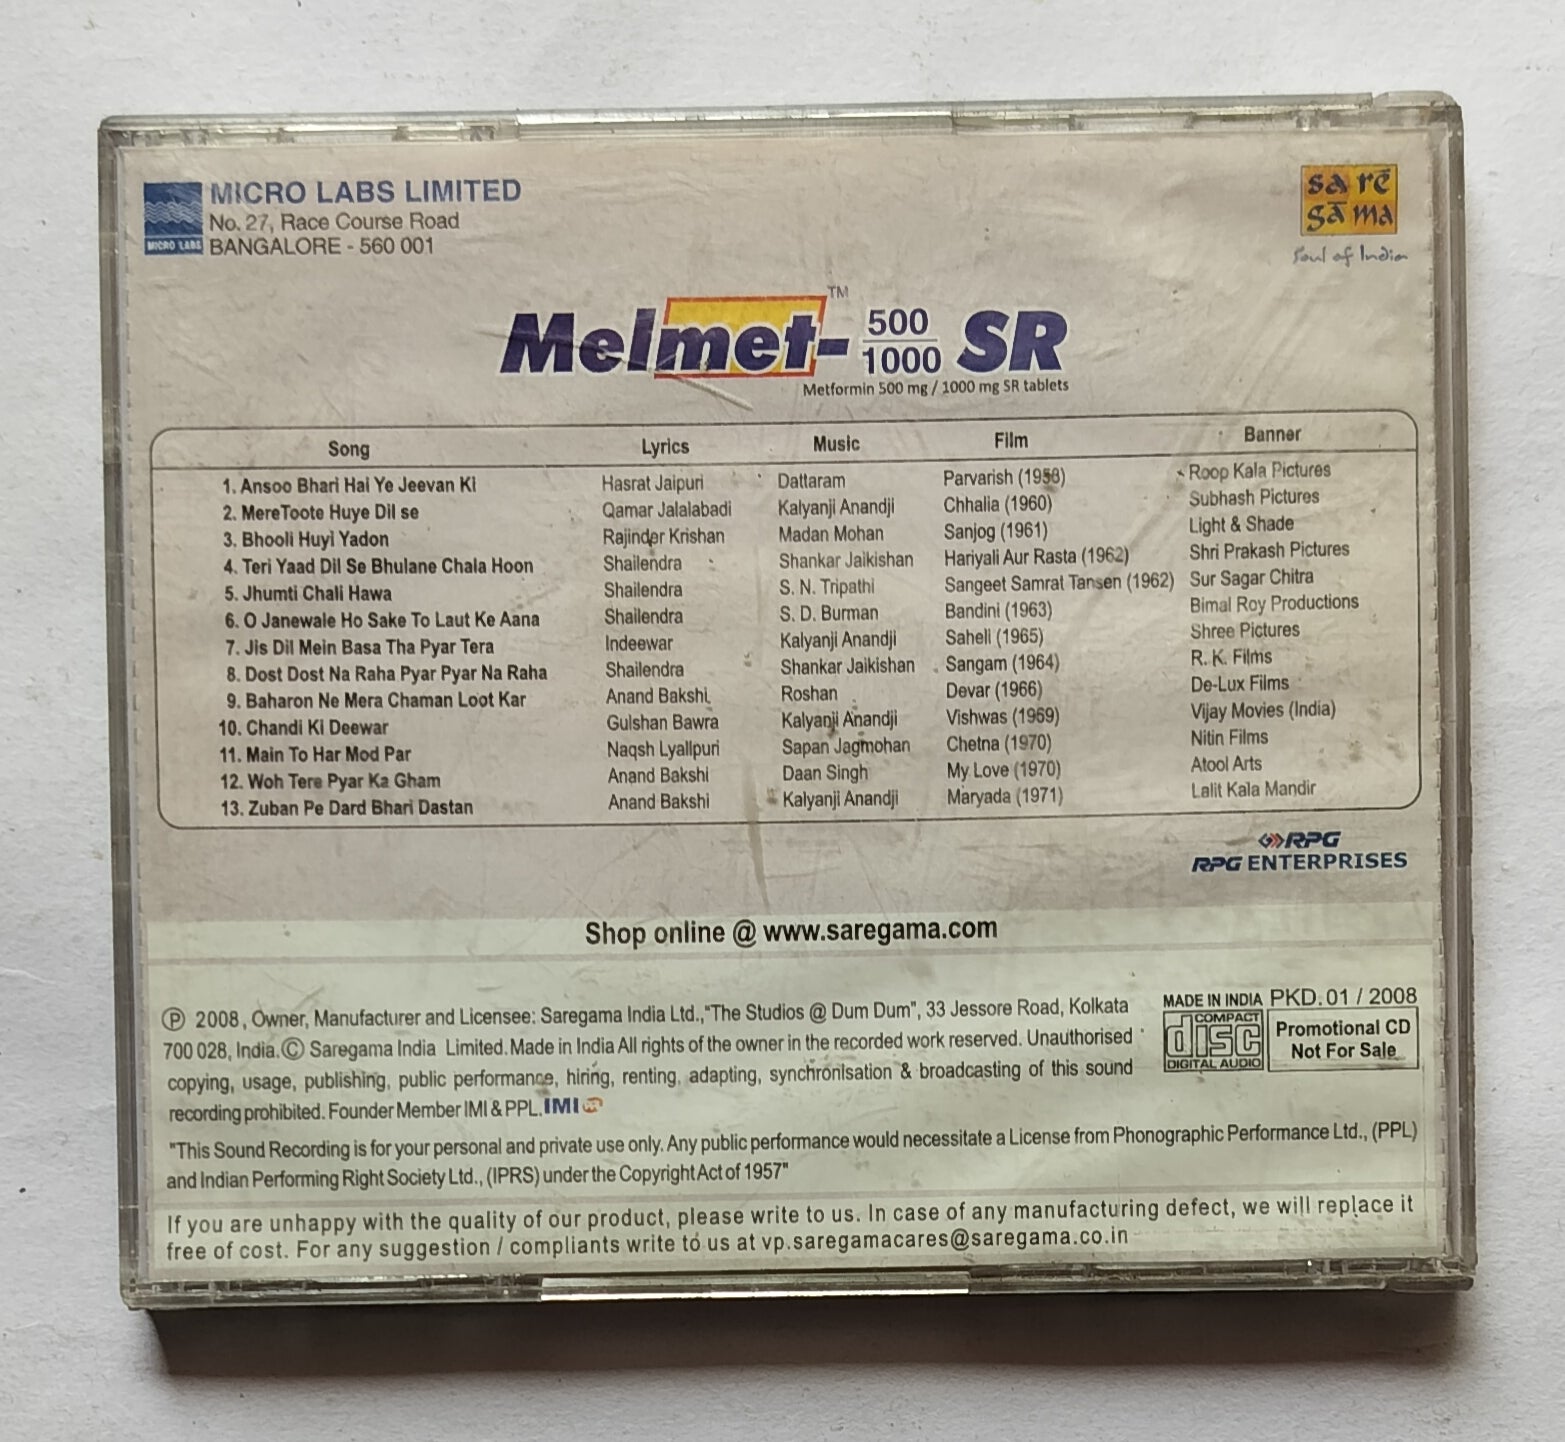 MICRO LABS LIMITED
No. 27, Race Course Road
BANGALORE - 560 001
MICRO LABS
sa rē
gā ma
Soul of India
Melmet- 500/1000 SR
TM
Metformin 500 mg / 1000 mg SR tablets
Song Lyrics Music Film Banner
1. Ansoo Bhari Hai Ye Jeevan Ki Hasrat Jaipuri Dattaram Parvarish (1958) Roop Kala Pictures
2. MereToote Huye Dil se Qamar Jalalabadi Kalyanji Anandji Chhalia (1960) Subhash Pictures
3. Bhooli Huyi Yadon Rajinder Krishan Madan Mohan Sanjog (1961) Light & Shade
4. Teri Yaad Dil Se Bhulane Chala Hoon Shailendra Shankar Jaikishan Hariyali Aur Rasta (1962) Shri Prakash Pictures
5. Jhumti Chali Hawa Shailendra S. N. Tripathi Sangeet Samrat Tansen (1962) Sur Sagar Chitra
6. O Janewale Ho Sake To Laut Ke Aana Shailendra S. D. Burman Bandini (1963) Bimal Roy Productions
7. Jis Dil Mein Basa Tha Pyar Tera Indeewar Kalyanji Anandji Saheli (1965) Shree Pictures
8. Dost Dost Na Raha Pyar Pyar Na Raha Shailendra Shankar Jaikishan Sangam (1964) R. K. Films
9. Baharon Ne Mera Chaman Loot Kar Anand Bakshi Roshan Devar (1966) De-Lux Films
10. Chandi Ki Deewar Gulshan Bawra Kalyanji Anandji Vishwas (1969) Vijay Movies (India)
11. Main To Har Mod Par Naqsh Lyallpuri Sapan Jagmohan Chetna (1970) Nitin Films
12. Woh Tere Pyar Ka Gham Anand Bakshi Daan Singh My Love (1970) Atool Arts
13. Zuban Pe Dard Bhari Dastan Anand Bakshi Kalyanji Anandji Maryada (1971) Lalit Kala Mandir
RPG
RPG ENTERPRISES
Shop online @ www.saregama.com
Ⓟ 2008, Owner, Manufacturer and Licensee: Saregama India Ltd.,"The Studios @ Dum Dum", 33 Jessore Road, Kolkata
700 028, India.Ⓒ Saregama India Limited. Made in India All rights of the owner in the recorded work reserved. Unauthorised
copying, usage, publishing, public performance, hiring, renting, adapting, synchronisation & broadcasting of this sound
recording prohibited. Founder Member IMI & PPL. IMI
MADE IN INDIA PKD. 01 / 2008
COMPACT
disc
DIGITAL AUDIO
Promotional CD
Not For Sale
"This Sound Recording is for your personal and private use only. Any public performance would necessitate a License from Phonographic Performance Ltd., (PPL)
and Indian Performing Right Society Ltd., (IPRS) under the Copyright Act of 1957"
If you are unhappy with the quality of our product, please write to us. In case of any manufacturing defect, we will replace it
free of cost. For any suggestion / compliants write to us at vp.saregamacares@saregama.co.in